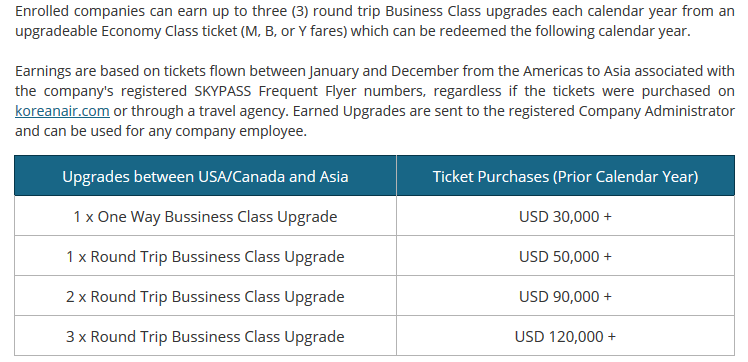 Enrolled companies can earn up to three (3) round trip Business Class upgrades each calendar year from an
upgradeable Economy Class ticket (M, B, or Y fares) which can be redeemed the following calendar year.
Earnings are based on tickets flown between January and December from the Americas to Asia associated with
the company's registered SKYPASS Frequent Flyer numbers, regardless if the tickets were purchased on
koreanair.com or through a travel agency. Earned Upgrades are sent to the registered Company Administrator
and can be used for any company employee.
Upgrades between USA/Canada and Asia Ticket Purchases (Prior Calendar Year)
1 x One Way Bussiness Class Upgrade USD 30,000 +
1 x Round Trip Bussiness Class Upgrade USD 50,000 +
2 x Round Trip Bussiness Class Upgrade USD 90,000 +
3 x Round Trip Bussiness Class Upgrade USD 120,000 +